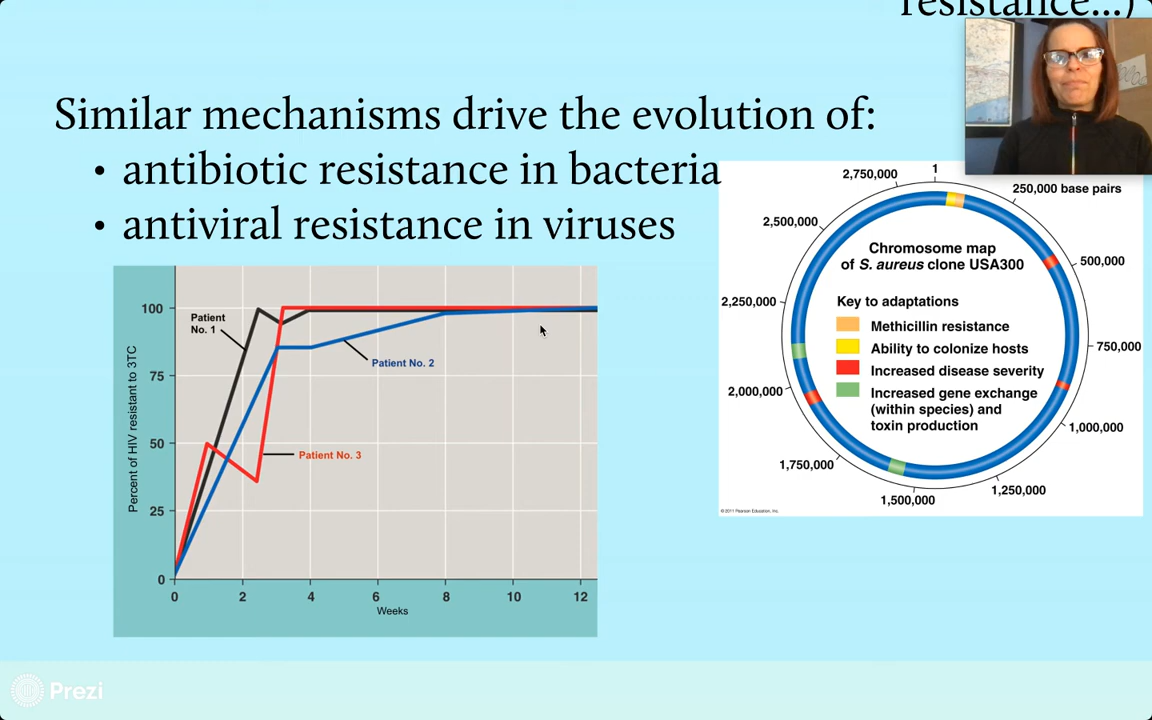 resistance...)
Similar mechanisms drive the evolution of:
• antibiotic resistance in bacteria
• antiviral resistance in viruses
100
75
50
25
0
Percent of HIV resistant to 3TC
Patient
No. 1
Patient No. 2
Patient No. 3
0 2 4 6 8 10 12
Weeks
1
250,000 base pairs
500,000
750,000
1,000,000
1,250,000
1,500,000
1,750,000
2,000,000
2,250,000
2,500,000
2,750,000
Chromosome map
of S. aureus clone USA300
Key to adaptations
Methicillin resistance
Ability to colonize hosts
Increased disease severity
Increased gene exchange
(within species) and
toxin production
© 2011 Pearson Education, Inc.
Prezi